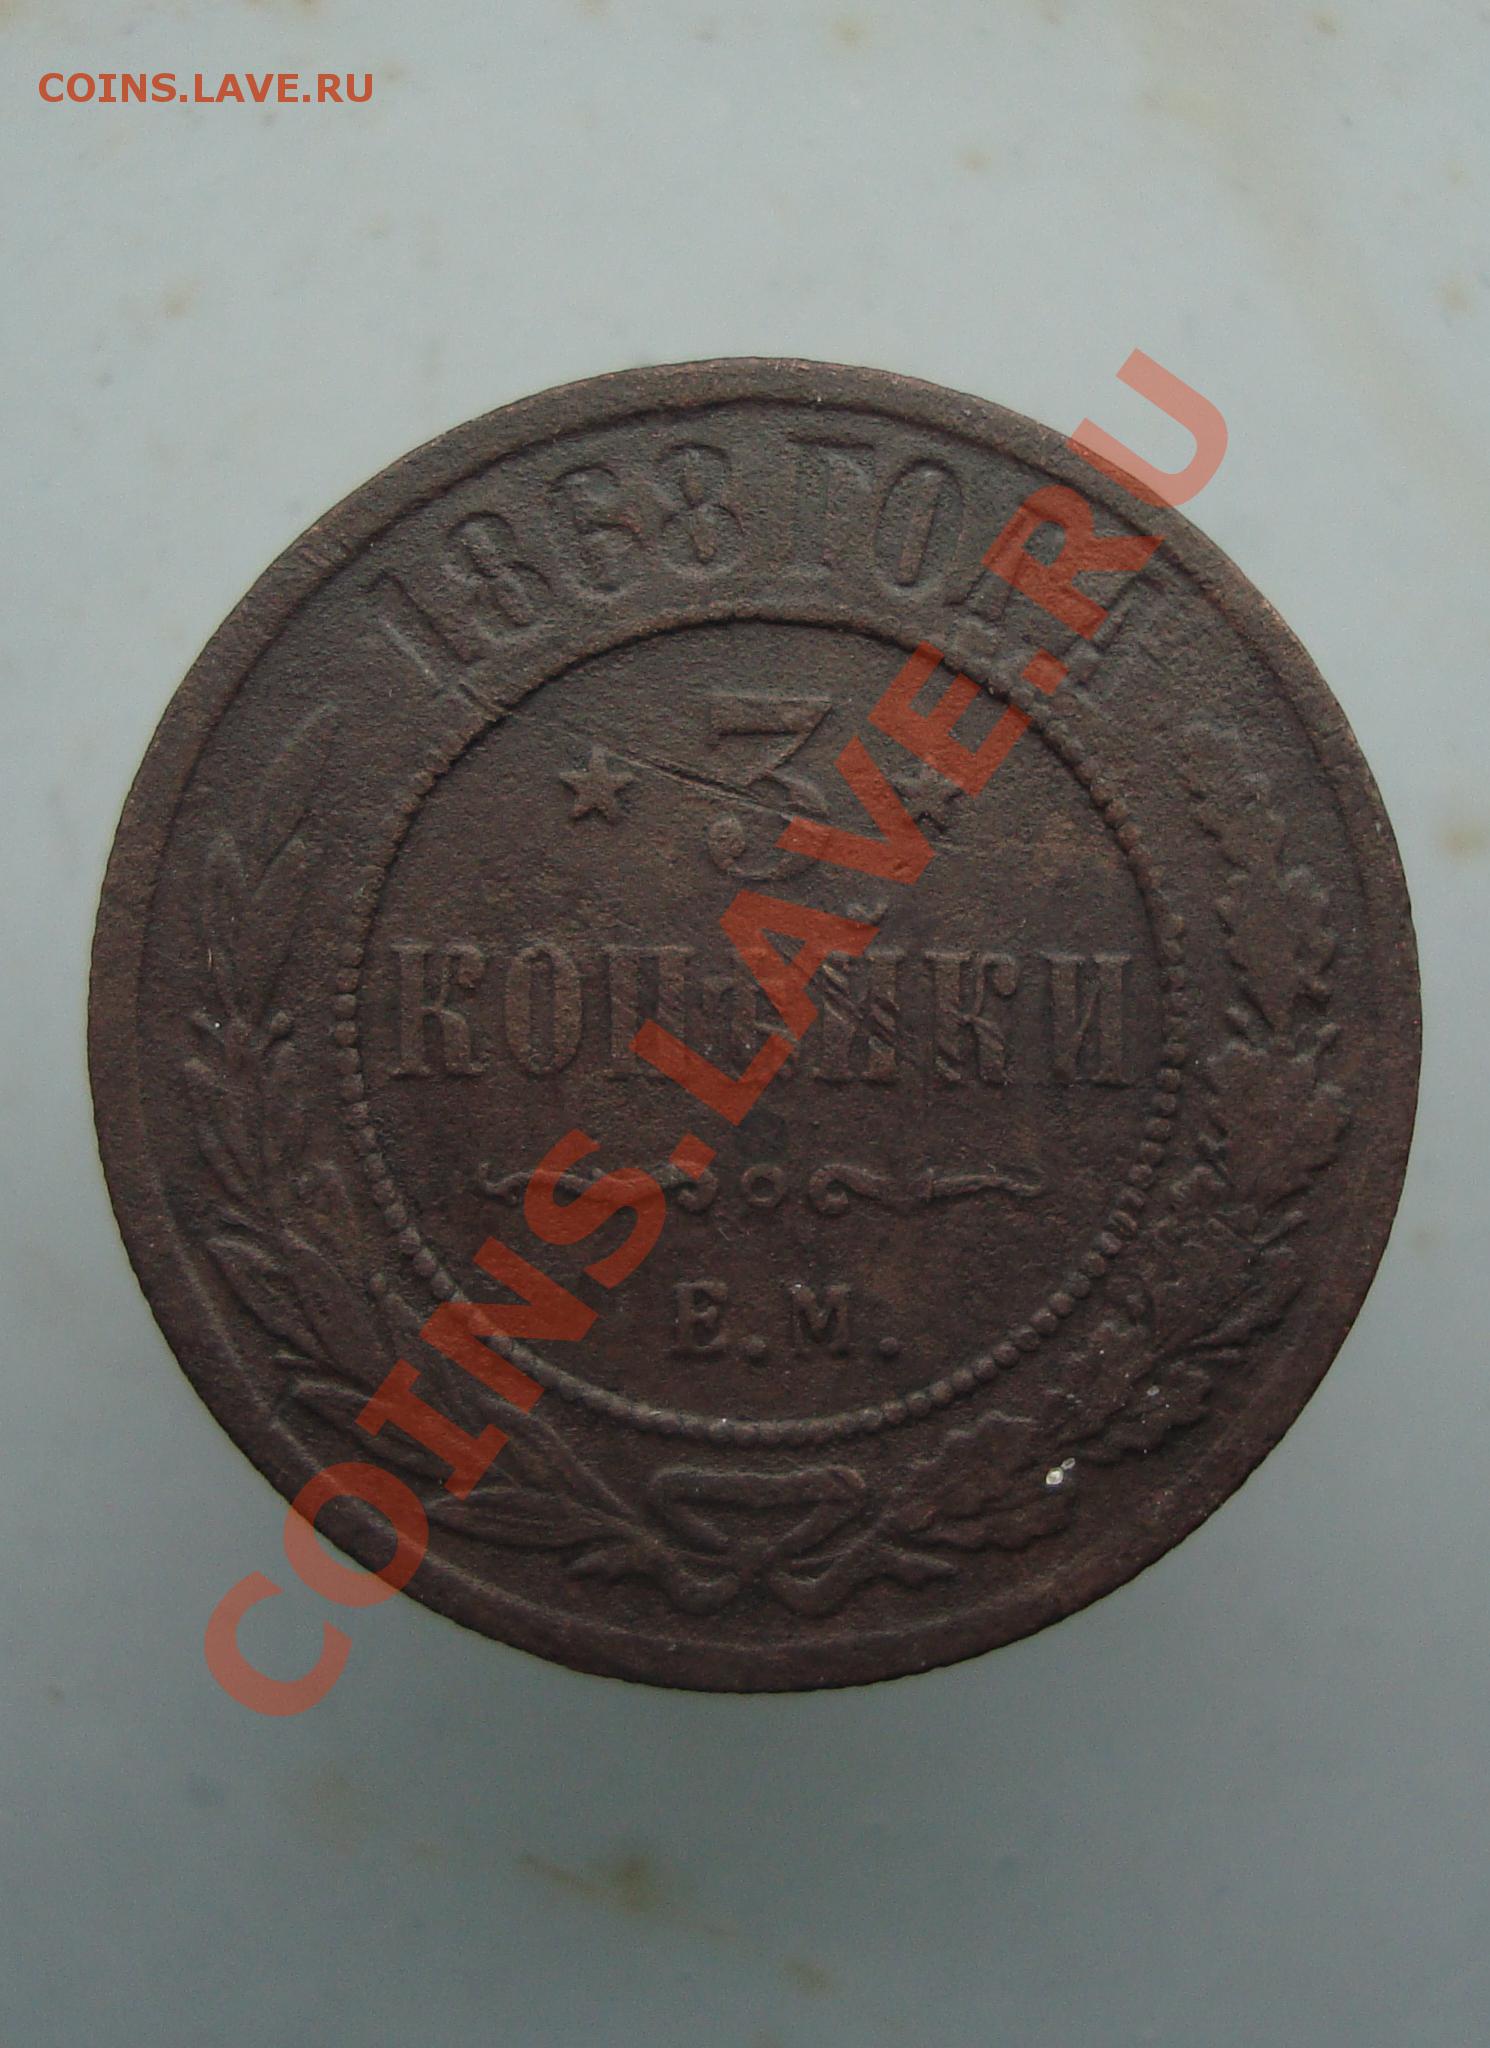 COINS.LAVE.RU
1868 ГОДА
3
КОПѢЙКИ
Е.М.
COINS.LAVE.RU